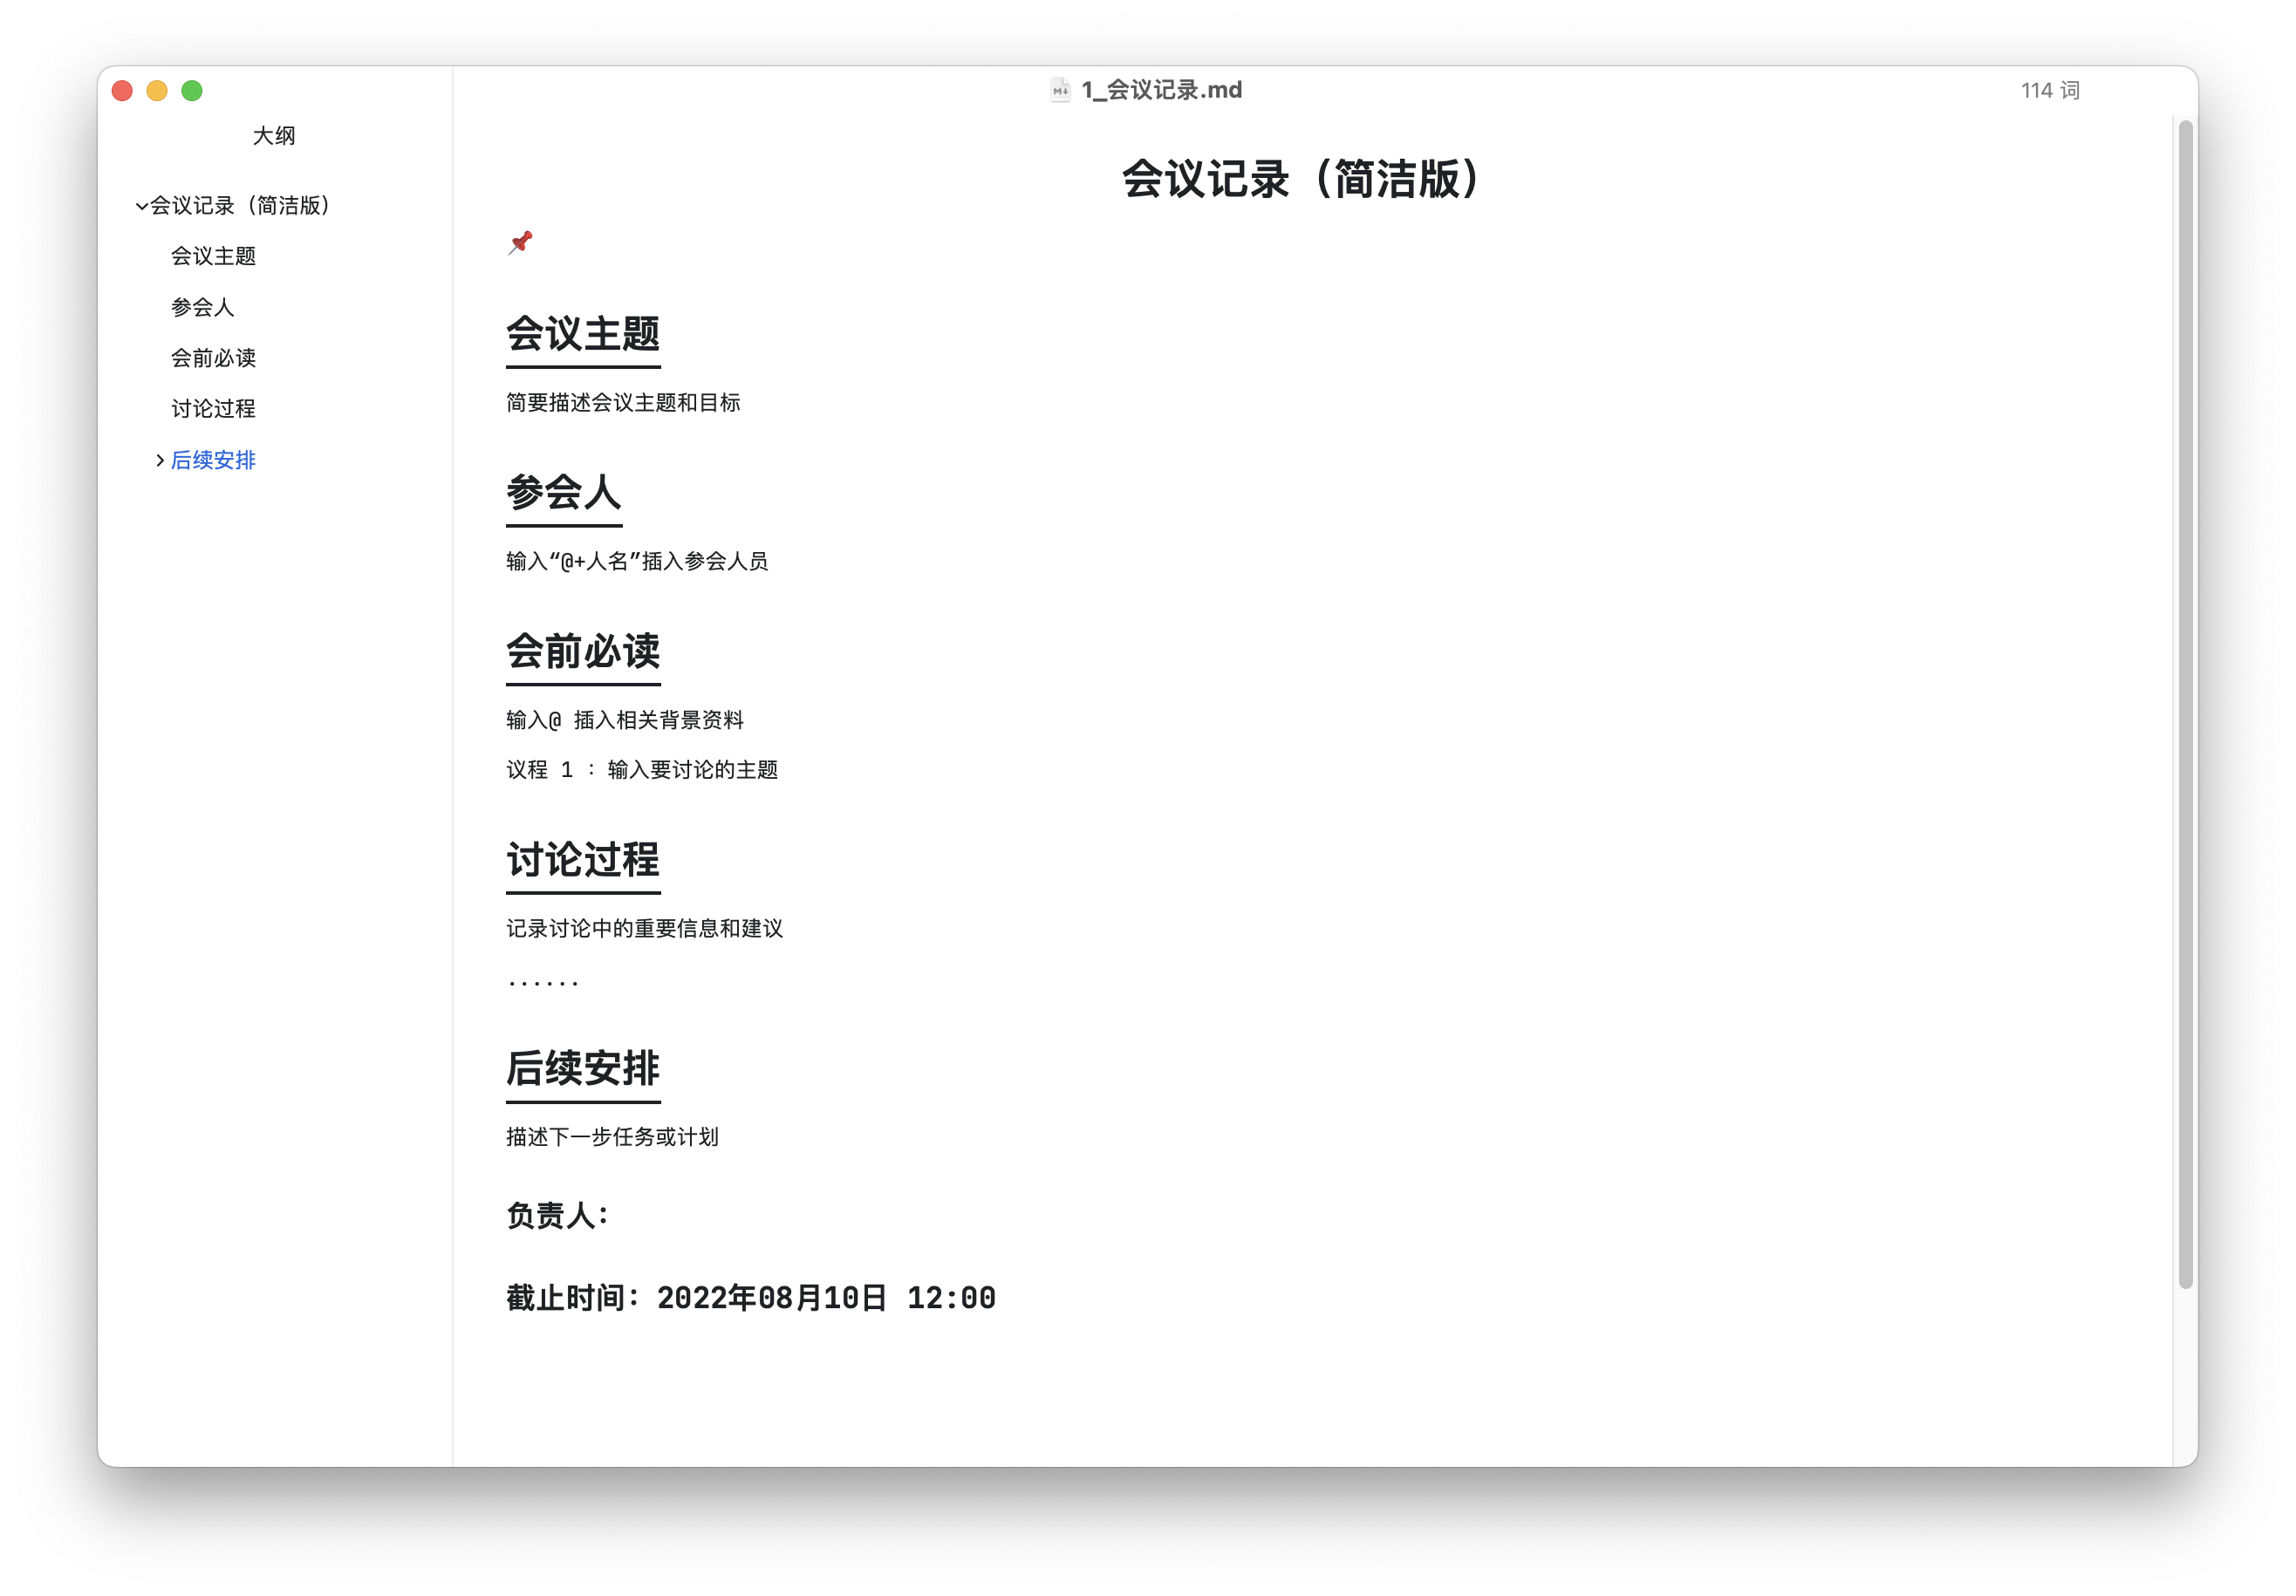 1_会议记录.md
114 词
大纲
会议记录（简洁版）
会议主题
参会人
会前必读
讨论过程
后续安排
会议记录（简洁版）
📌
会议主题
简要描述会议主题和目标
参会人
输入“@+人名”插入参会人员
会前必读
输入@ 插入相关背景资料
议程 1 ：输入要讨论的主题
讨论过程
记录讨论中的重要信息和建议
······
后续安排
描述下一步任务或计划
负责人：
截止时间：2022年08月10日 12:00